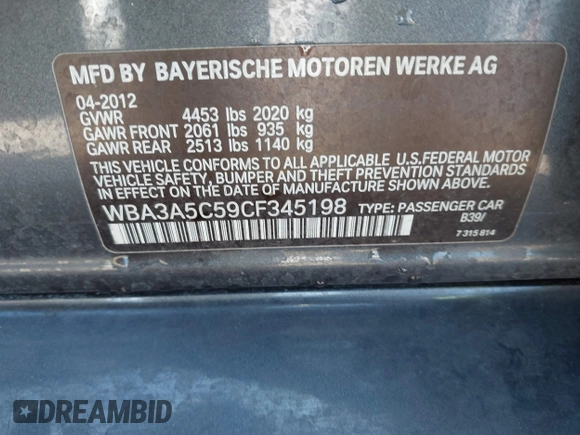 MFD BY BAYERISCHE MOTOREN WERKE AG
04-2012
GVWR 4453 lbs 2020 kg
GAWR FRONT 2061 lbs 935 kg
GAWR REAR 2513 lbs 1140 kg
THIS VEHICLE CONFORMS TO ALL APPLICABLE U.S.FEDERAL MOTOR
VEHICLE SAFETY, BUMPER AND THEFT PREVENTION STANDARDS
IN EFFECT ON THE DATE OF MANUFACTURE SHOWN ABOVE.
WBA3A5C59CF345198 TYPE: PASSENGER CAR
B39/
7 315 814
DREAMBID